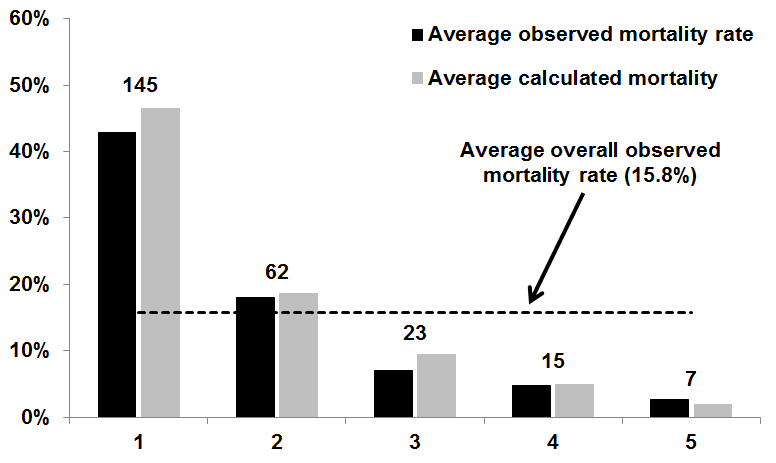 60%
50%
40%
30%
20%
10%
0%
Average observed mortality rate
Average calculated mortality
Average overall observed
mortality rate (15.8%)
145
62
23
15
7
1 2 3 4 5